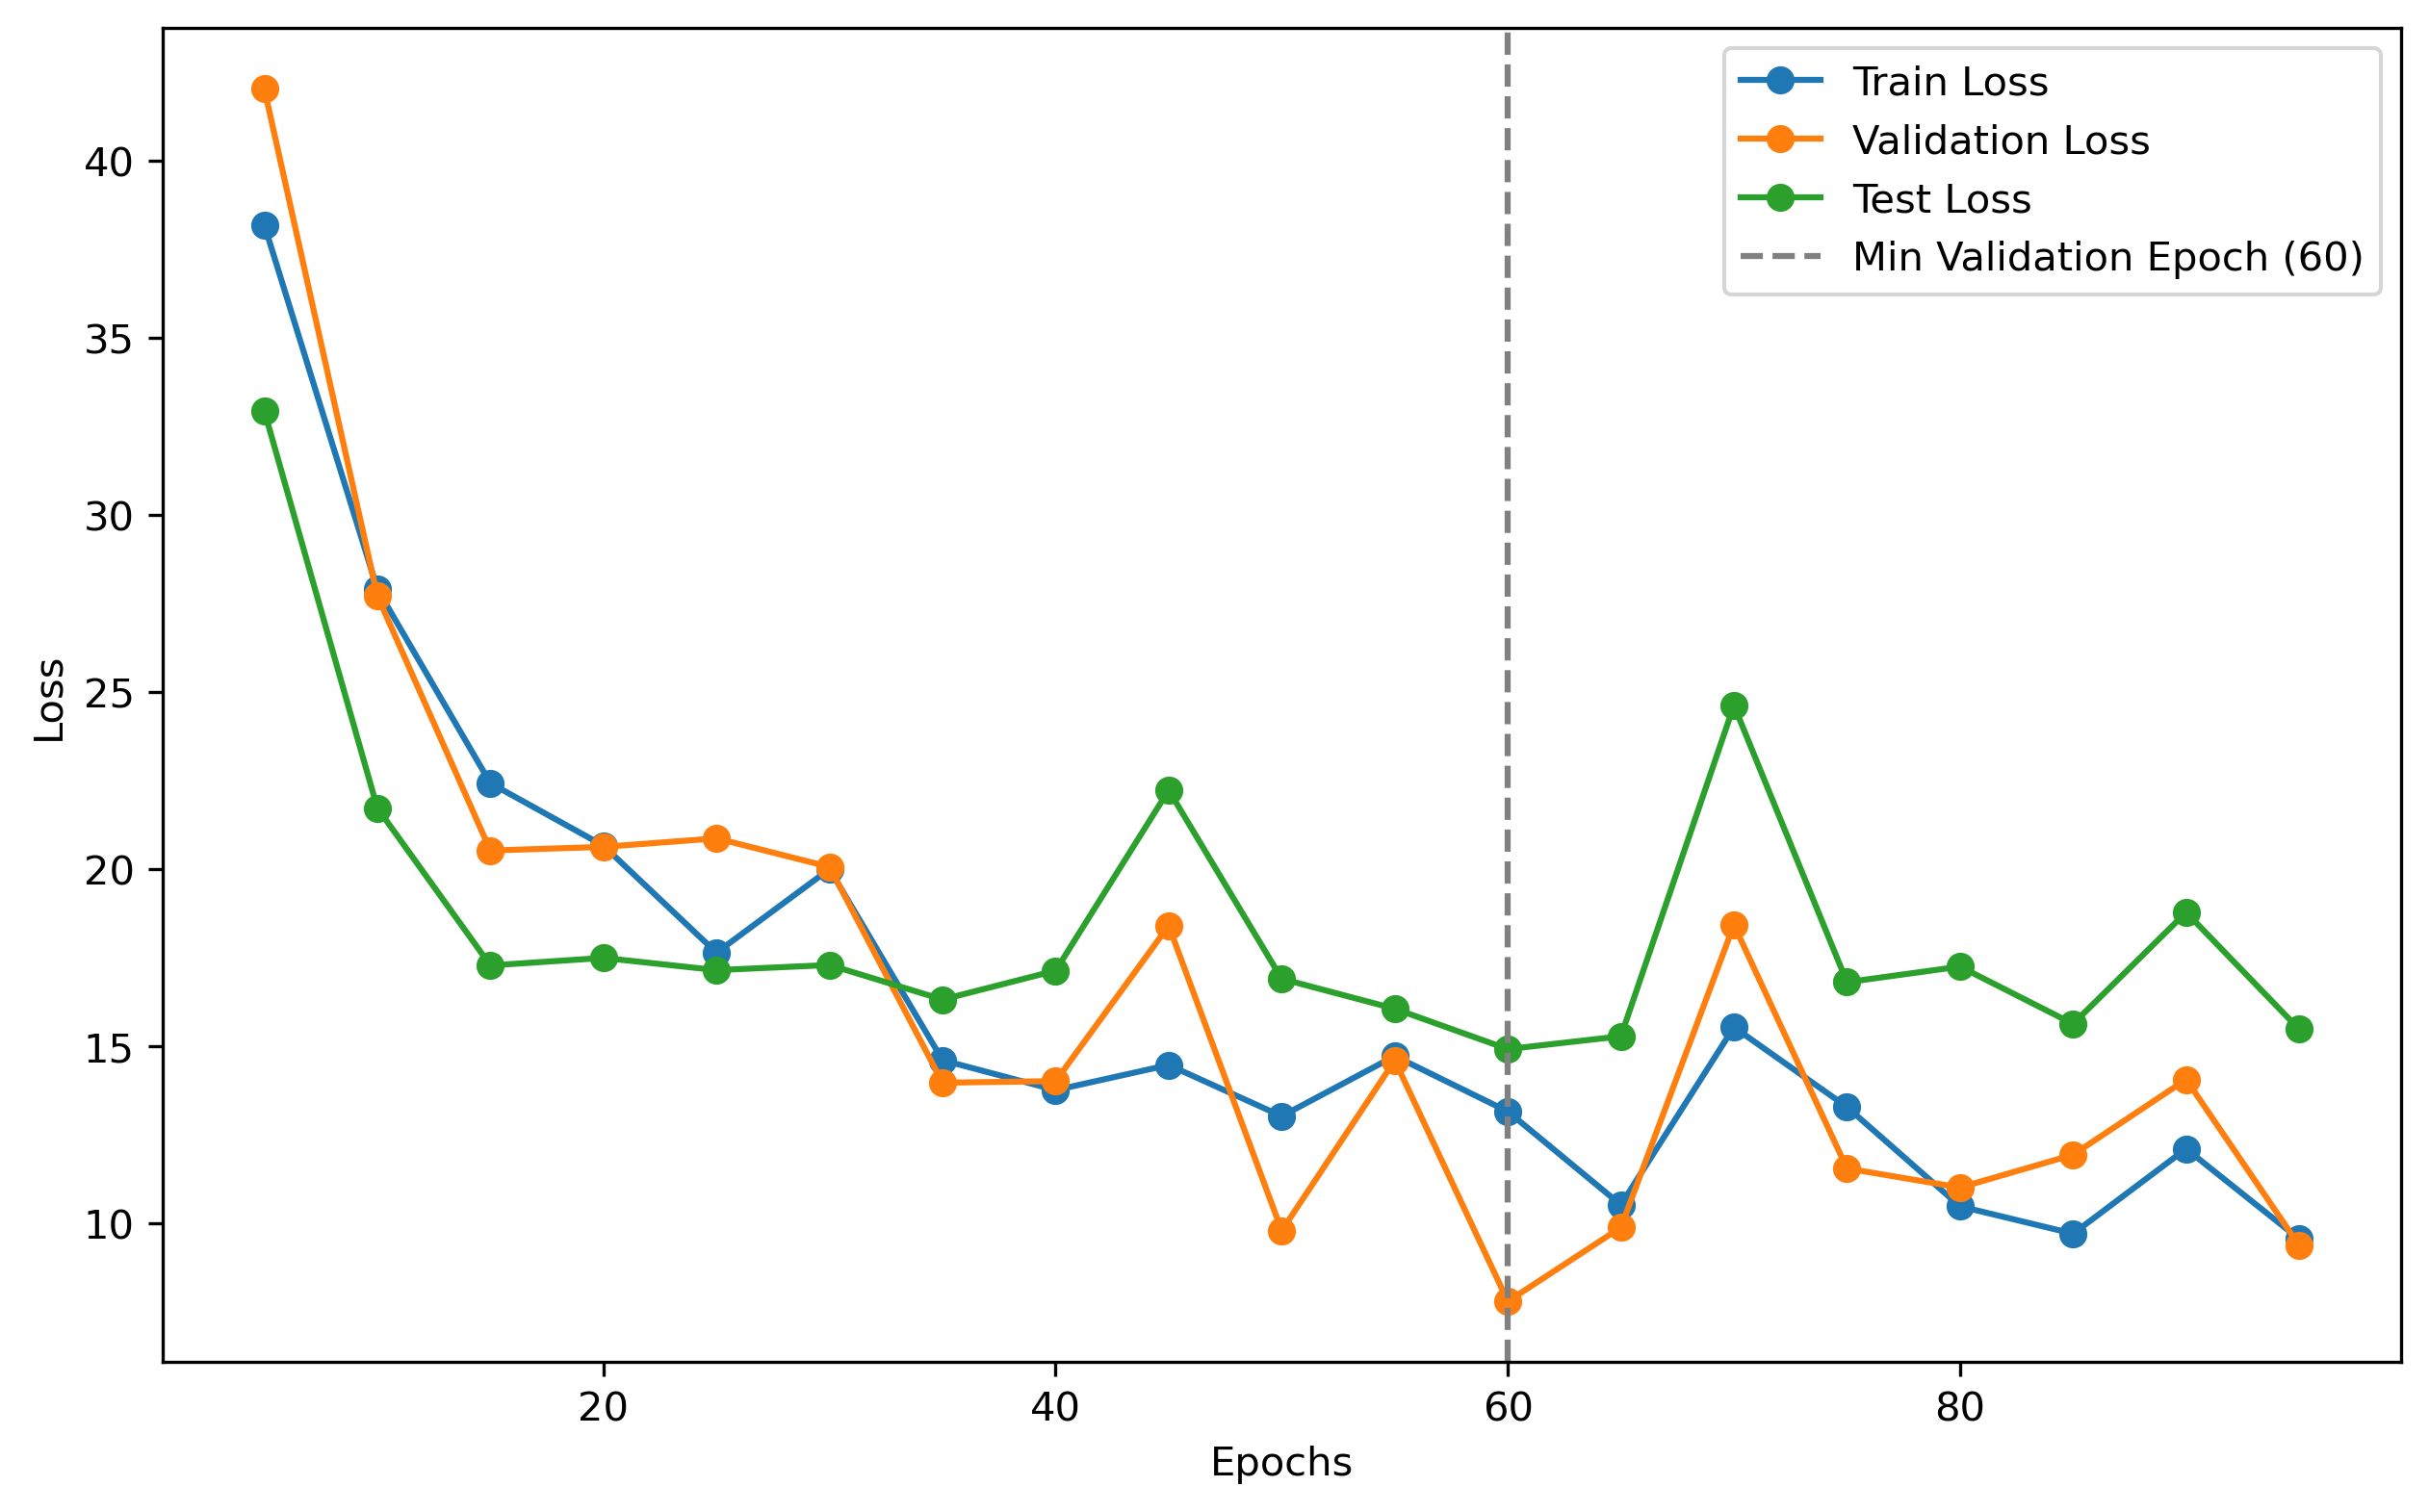 Train Loss
Validation Loss
Test Loss
Min Validation Epoch (60)
40
35
30
25
20
15
10
Loss
20 40 60 80
Epochs